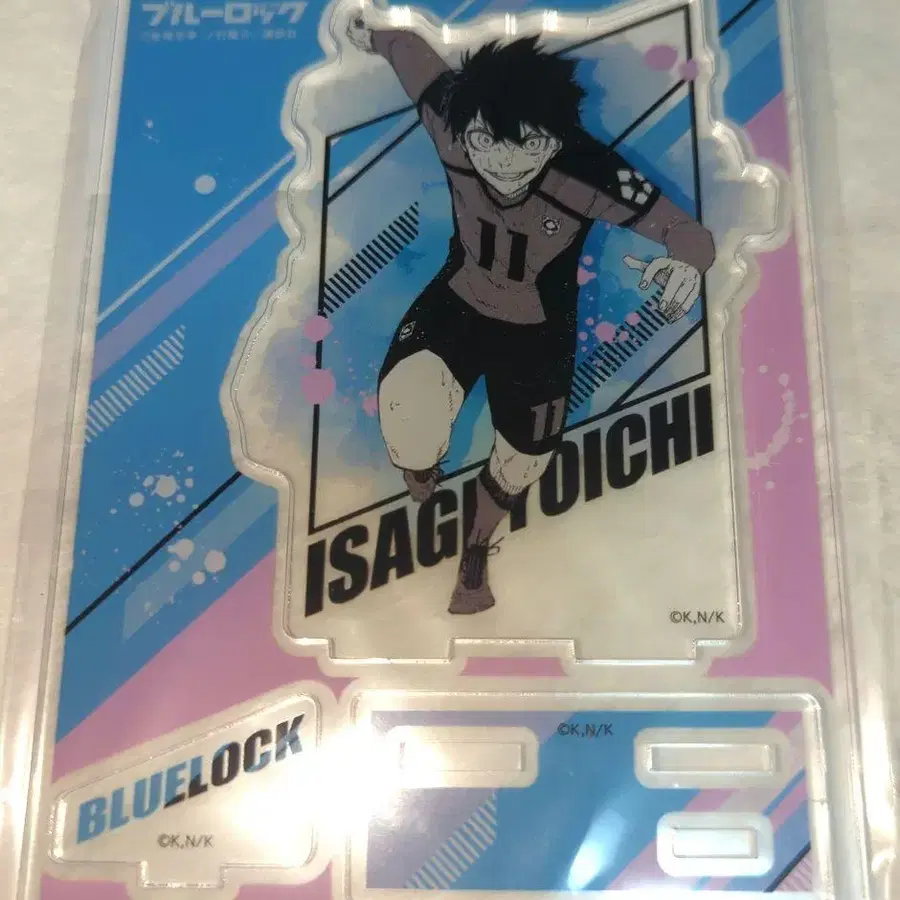 ブルーロック
11
11
ISAGI YOICHI
©K,N/K
©K,N/K
BLUELOCK
©K,N/K